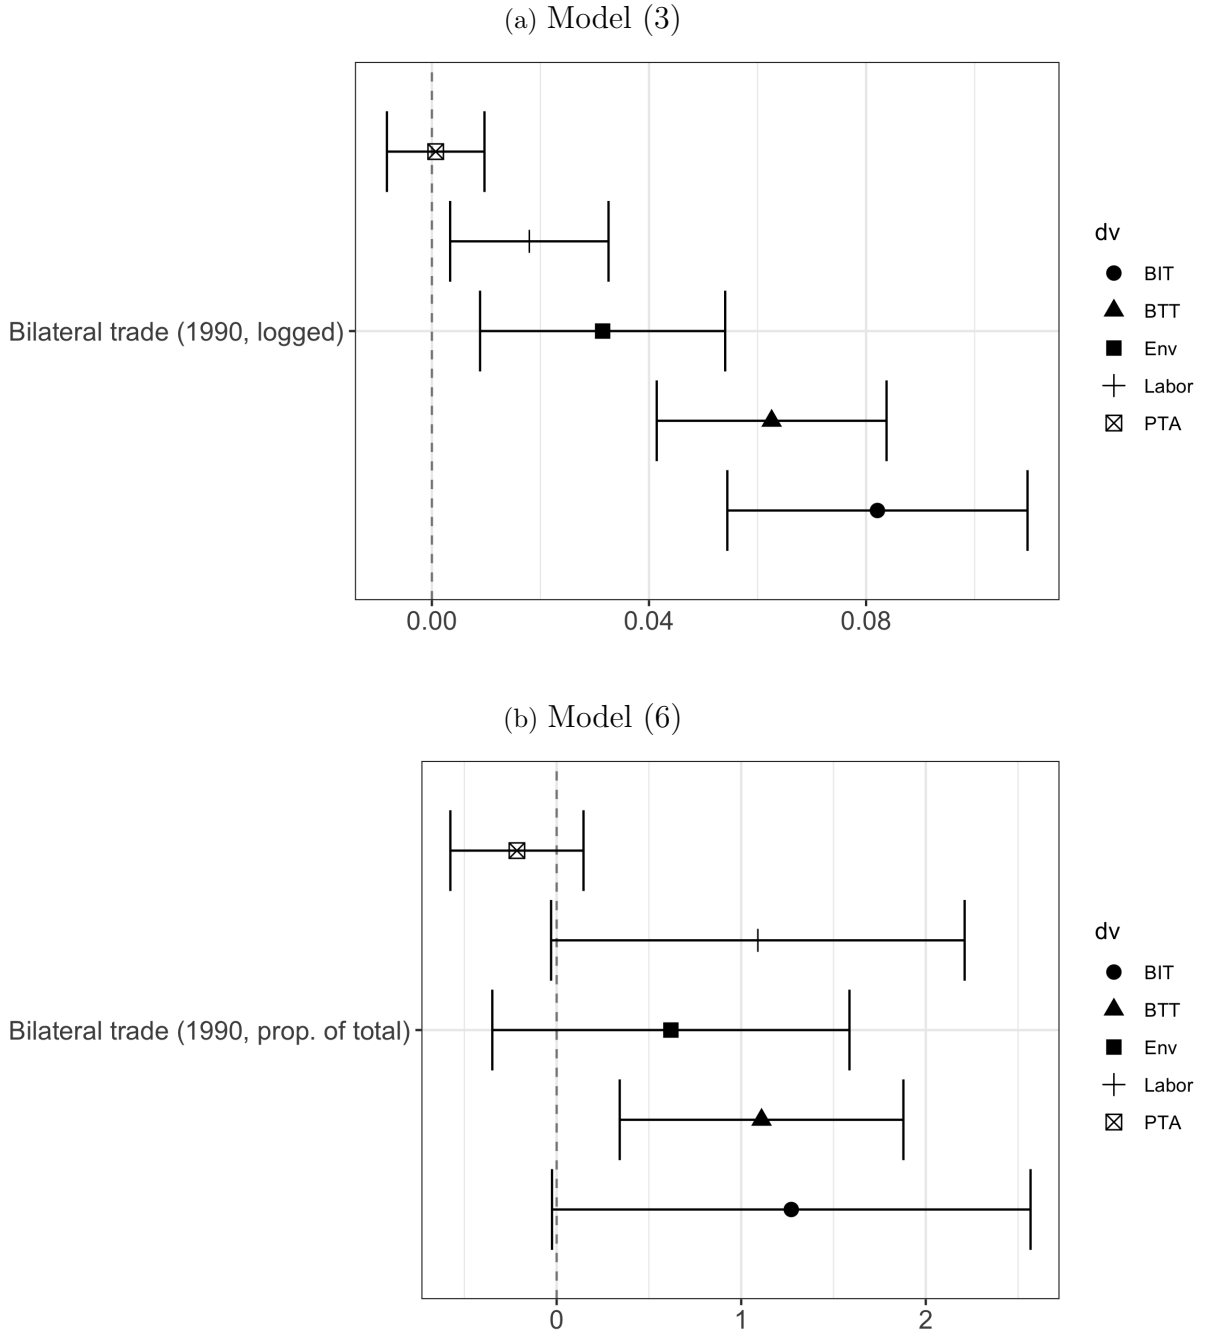 (a) Model (3)
Bilateral trade (1990, logged)
0.00 0.04 0.08
dv
BIT
BTT
Env
Labor
PTA
(b) Model (6)
Bilateral trade (1990, prop. of total)
0 1 2
dv
BIT
BTT
Env
Labor
PTA